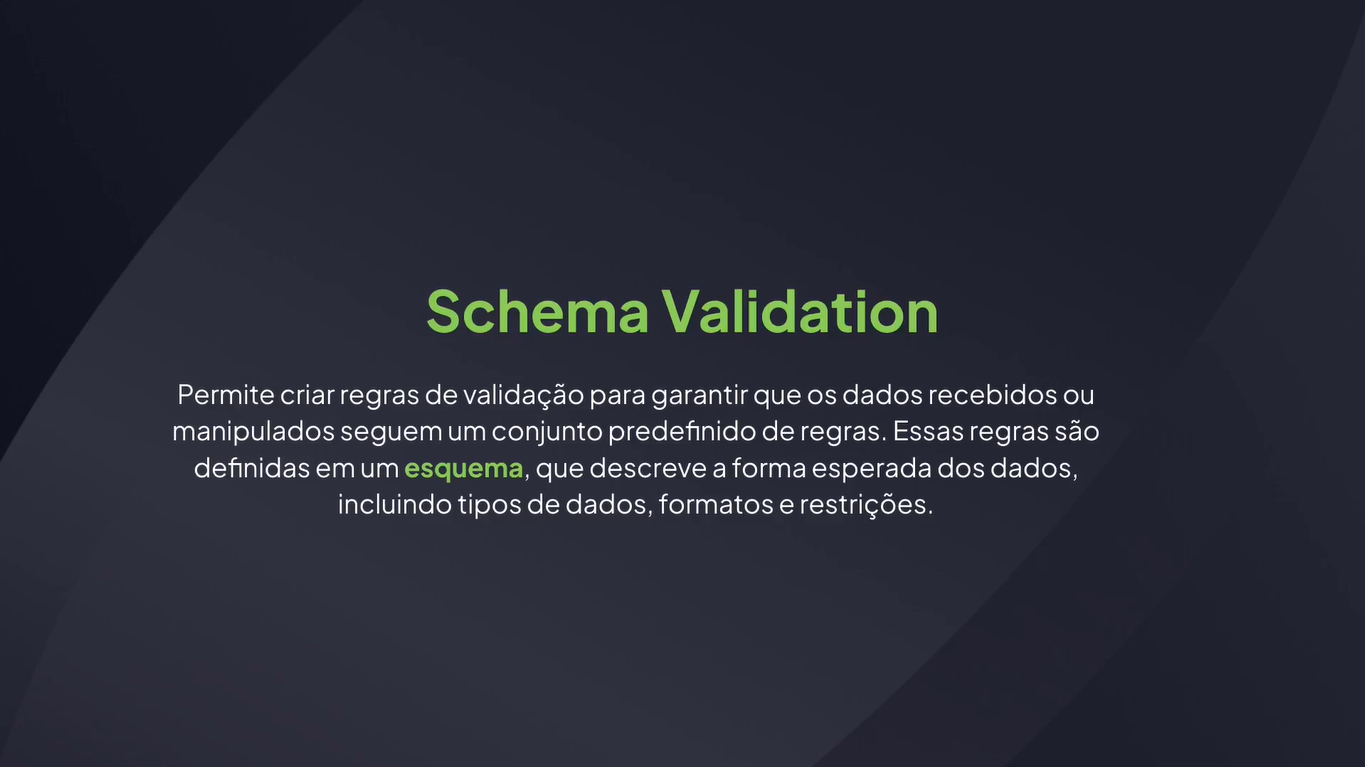 Schema Validation
Permite criar regras de validação para garantir que os dados recebidos ou
manipulados seguem um conjunto predefinido de regras. Essas regras são
definidas em um esquema, que descreve a forma esperada dos dados,
incluindo tipos de dados, formatos e restrições.